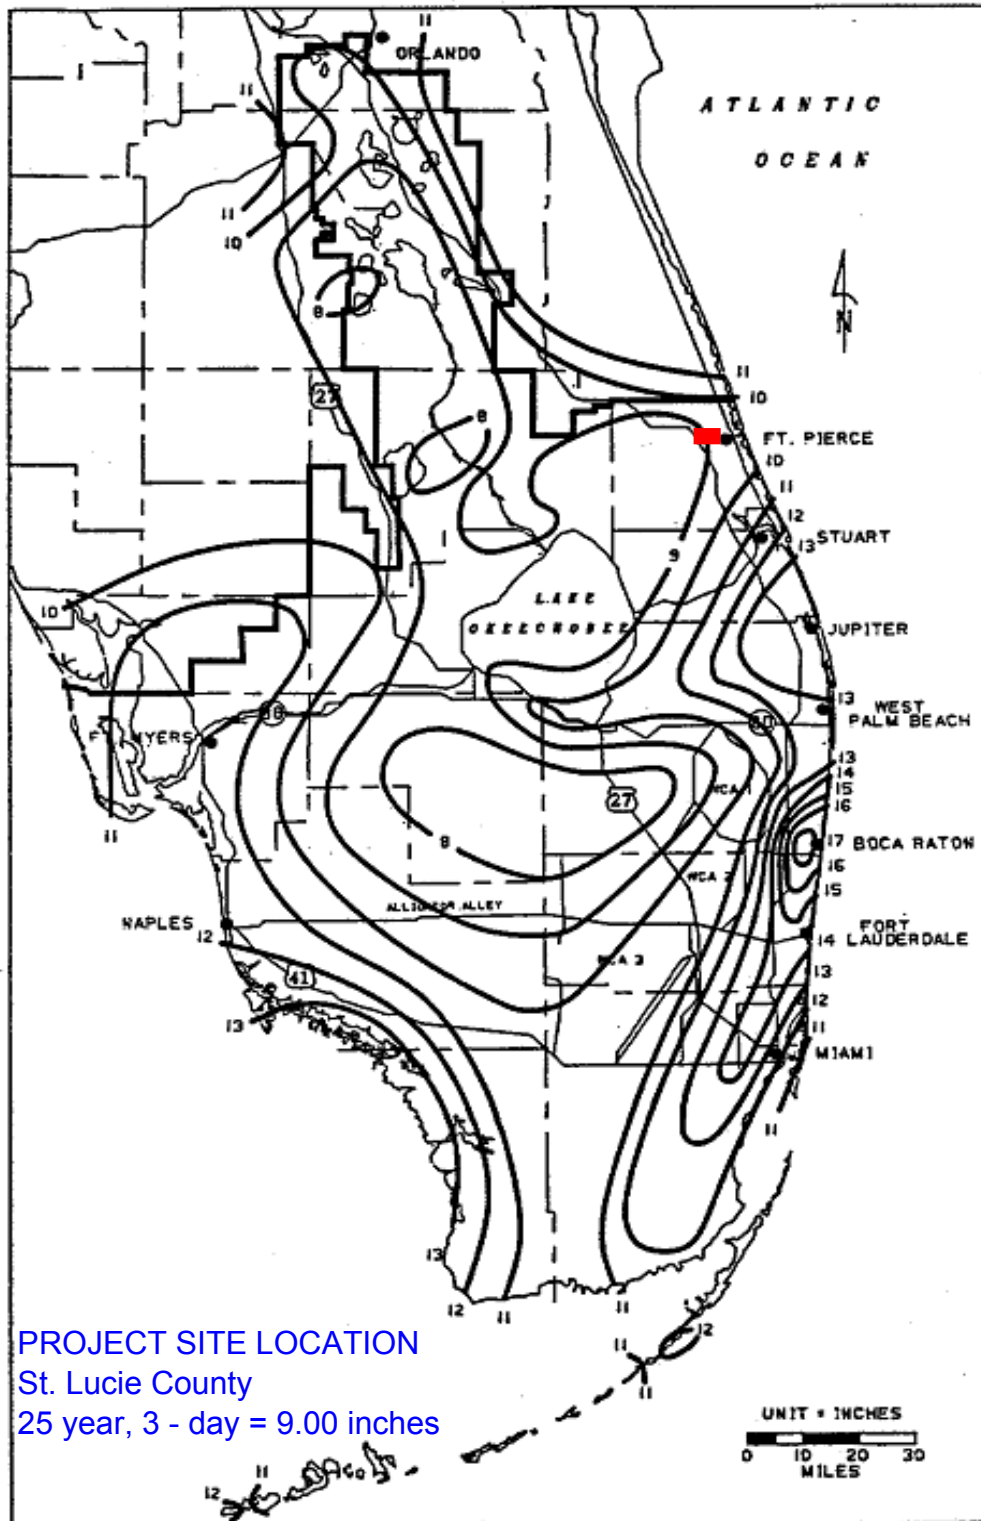 11
ORLANDO
ATLANTIC
OCEAN
11
11
10
N
8
27
11
10
8
FT. PIERCE
10
11
12
STUART
13
9
LAKE
OKEECHOBEE
10
JUPITER
13
WEST
PALM BEACH
80
80
FT. MYERS
13
14
15
16
27
WCA 1
11
8
17
BOCA RATON
16
WCA 2
15
ALLIGATOR ALLEY
NAPLES
12
FORT
14
LAUDERDALE
WCA 3
13
41
12
13
11
MIAMI
11
13
12
11
11
12
11
11
PROJECT SITE LOCATION
St. Lucie County
25 year, 3 - day = 9.00 inches
UNIT = INCHES
0 10 20 30
MILES
11
12